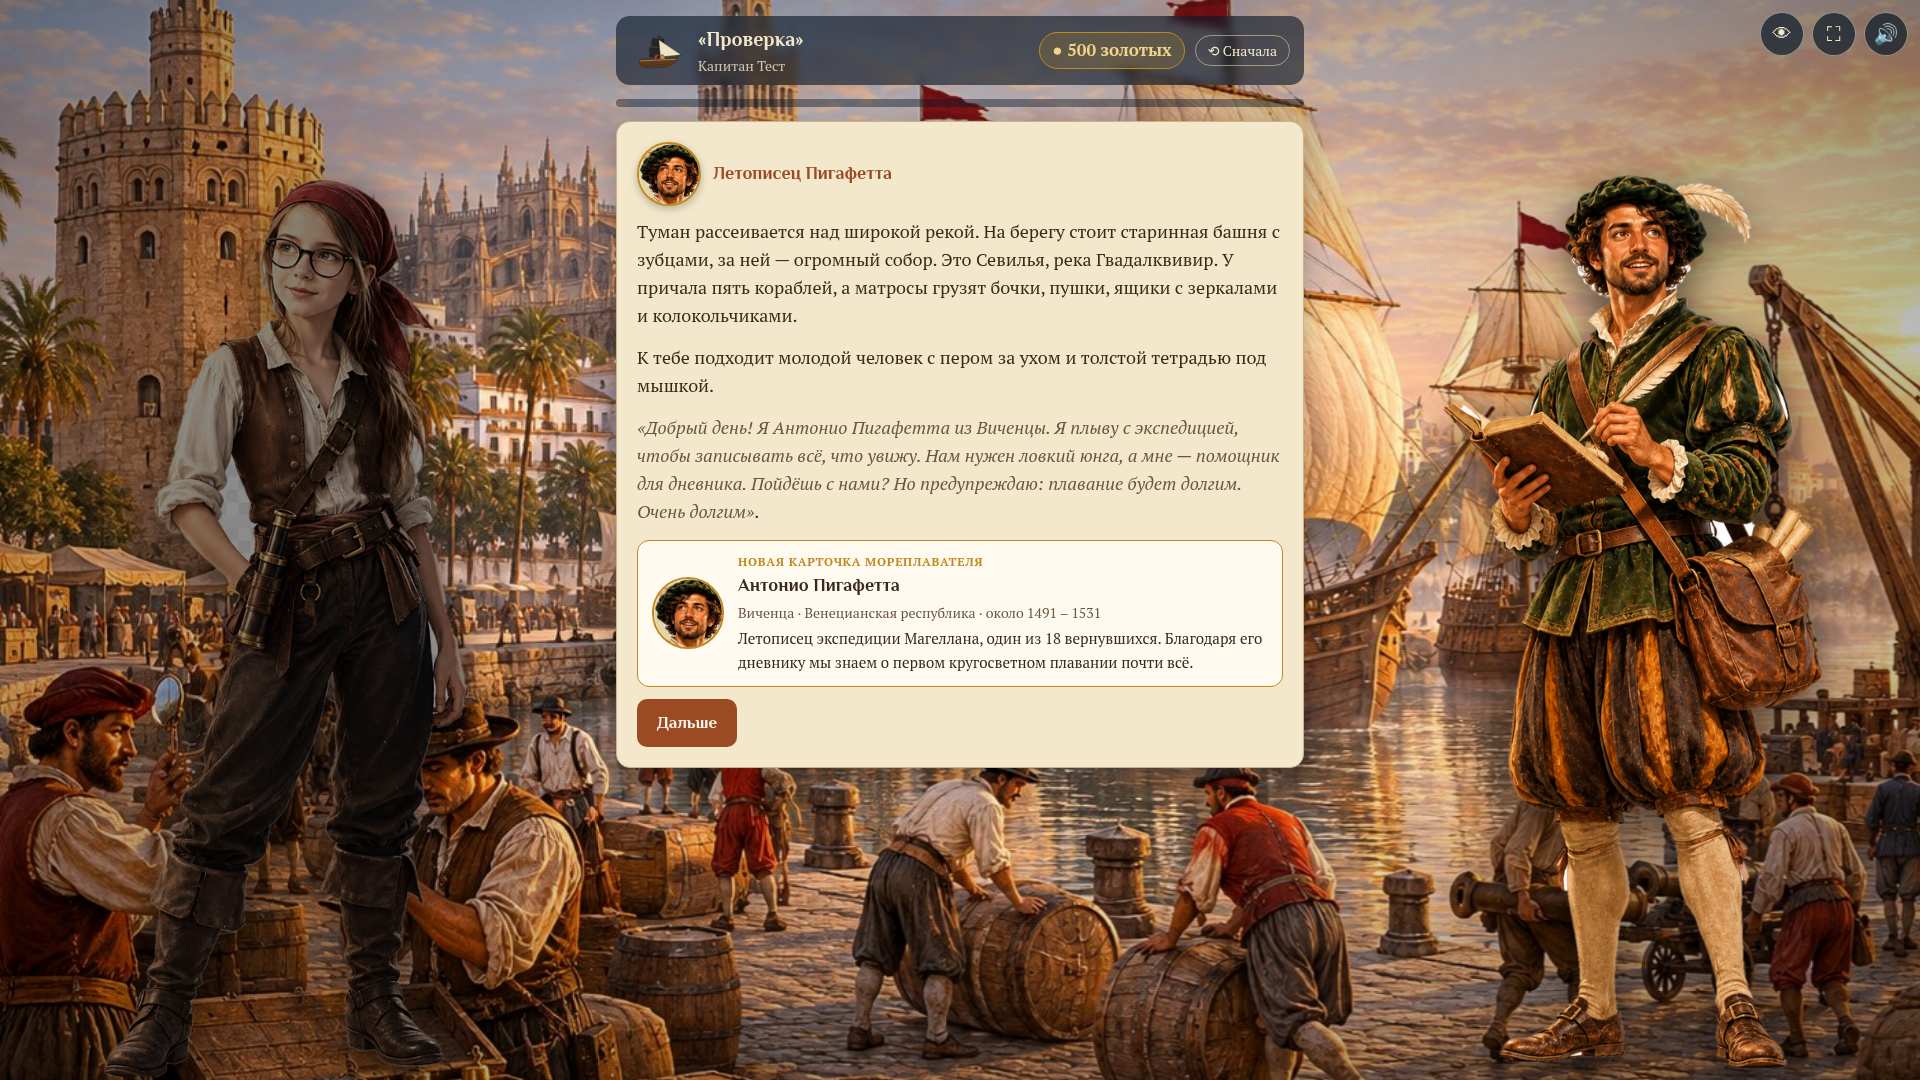 «Проверка»
Капитан Тест
● 500 золотых
⟲ Сначала
Летописец Пигафетта
Туман рассеивается над широкой рекой. На берегу стоит старинная башня с
зубцами, за ней — огромный собор. Это Севилья, река Гвадалквивир. У
причала пять кораблей, а матросы грузят бочки, пушки, ящики с зеркалами
и колокольчиками.
К тебе подходит молодой человек с пером за ухом и толстой тетрадью под
мышкой.
«Добрый день! Я Антонио Пигафетта из Виченцы. Я плыву с экспедицией,
чтобы записывать всё, что увижу. Нам нужен ловкий юнга, а мне — помощник
для дневника. Пойдёшь с нами? Но предупреждаю: плавание будет долгим.
Очень долгим».
НОВАЯ КАРТОЧКА МОРЕПЛАВАТЕЛЯ
Антонио Пигафетта
Виченца · Венецианская республика · около 1491 – 1531
Летописец экспедиции Магеллана, один из 18 вернувшихся. Благодаря его
дневнику мы знаем о первом кругосветном плавании почти всё.
Дальше